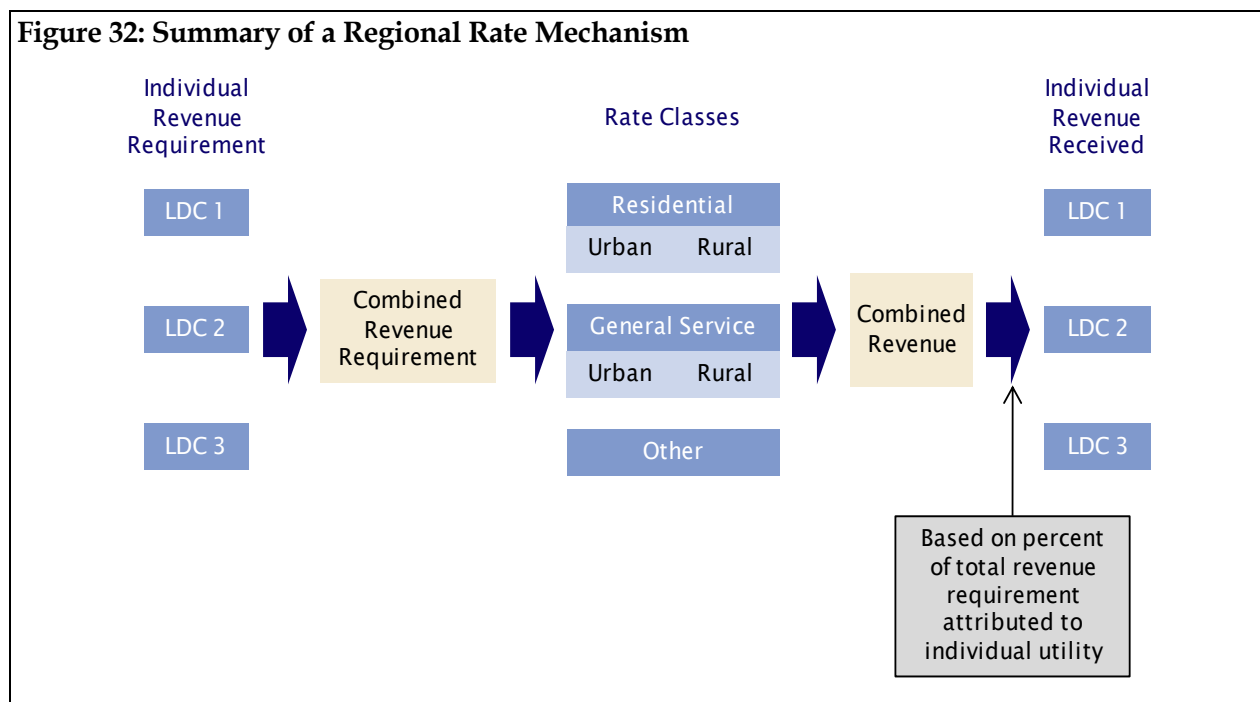 Figure 32: Summary of a Regional Rate Mechanism
Individual
Revenue
Requirement
LDC 1
LDC 2
LDC 3
Combined
Revenue
Requirement
Rate Classes
Residential
Urban Rural
General Service
Urban Rural
Other
Combined
Revenue
Individual
Revenue
Received
LDC 1
LDC 2
LDC 3
Based on percent
of total revenue
requirement
attributed to
individual utility